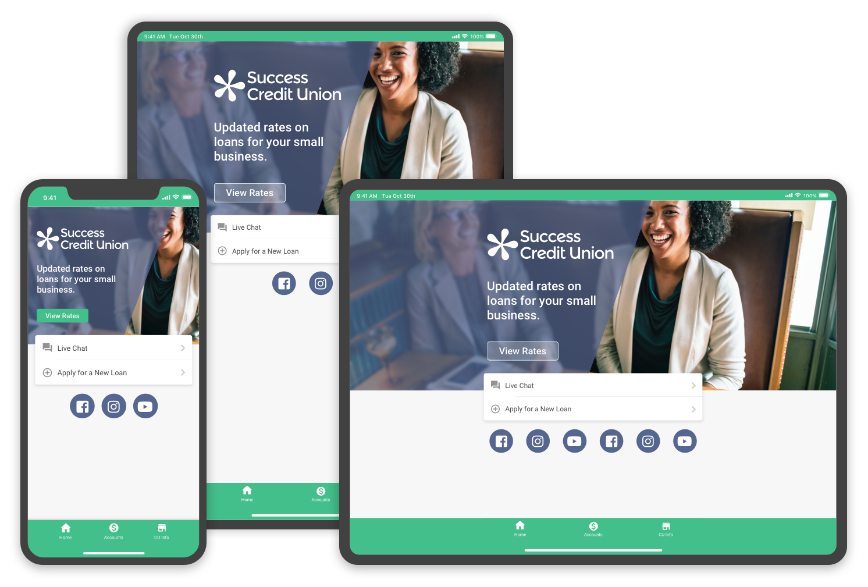 9:41 AM Tue Oct 30th
100%
Success
Credit Union
Updated rates on
loans for your small
business.
View Rates
Live Chat
Apply for a New Loan
Home
Accounts
9:41
Success
Credit Union
Updated rates on
loans for your small
business.
View Rates
Live Chat
Apply for a New Loan
Home
Accounts
9:41 AM Tue Oct 30th
100%
Success
Credit Union
Updated rates on
loans for your small
business.
View Rates
Live Chat
Apply for a New Loan
Home
Accounts